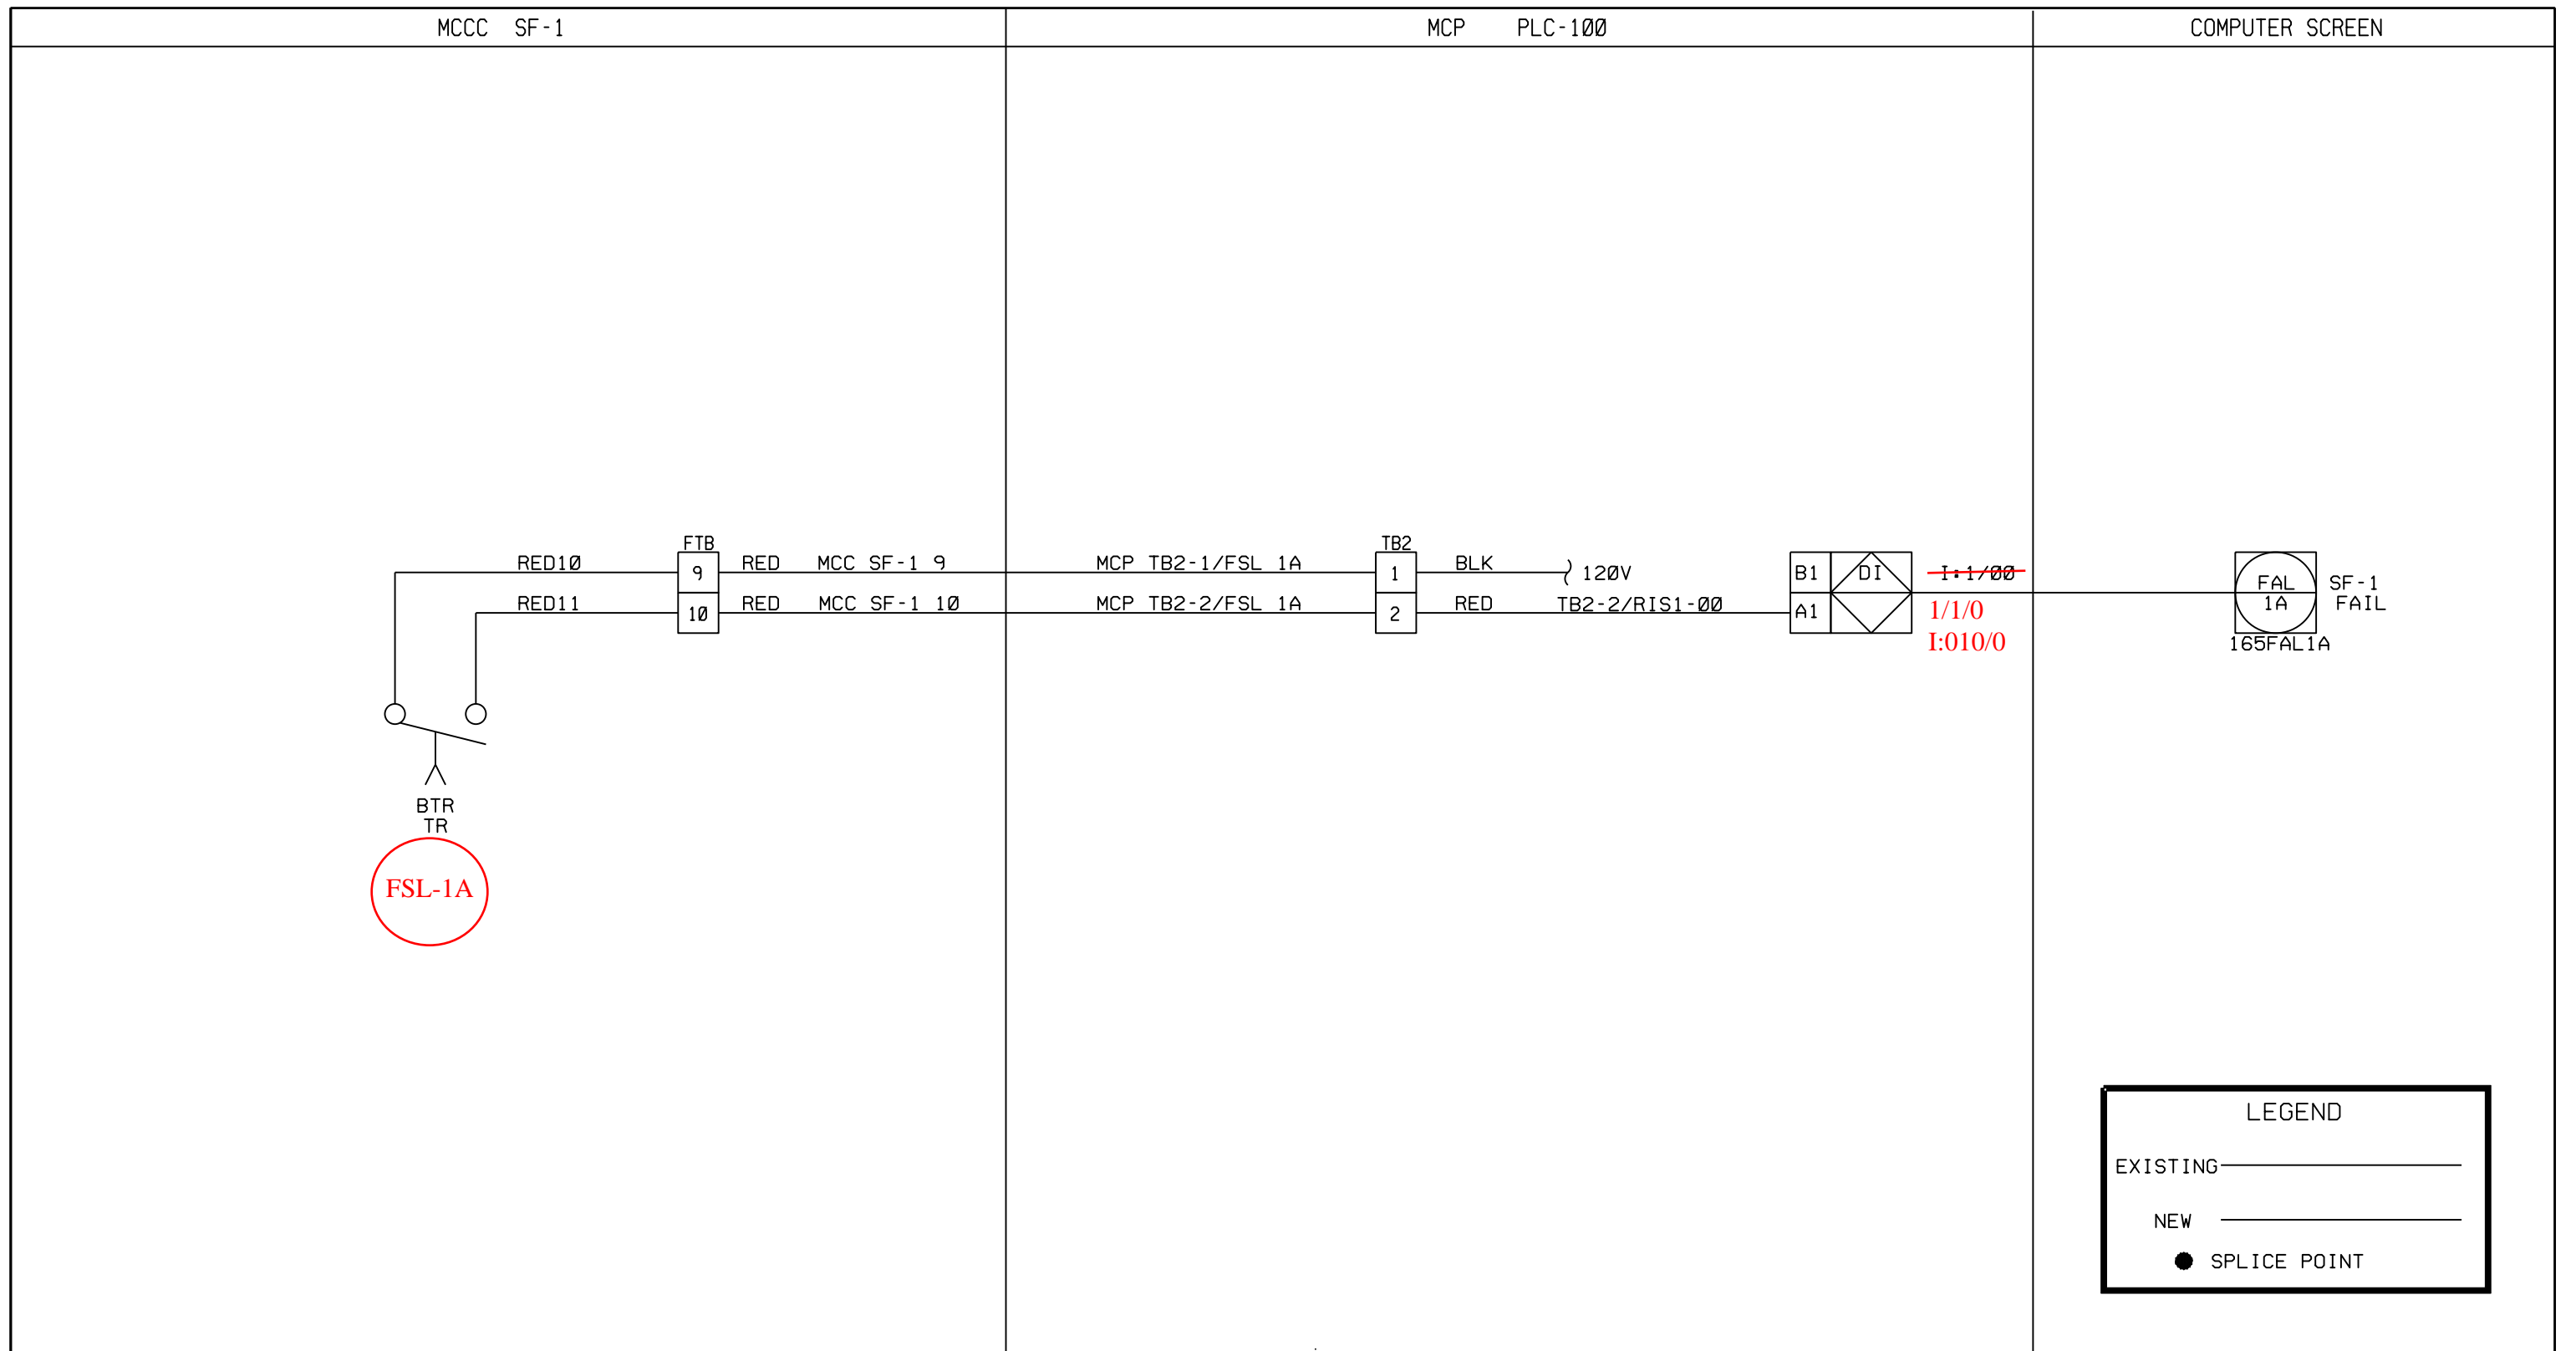 MCCC SF-1
MCP PLC-100
COMPUTER SCREEN
FTB
RED10
9
RED MCC SF-1 9
RED11
10
RED MCC SF-1 10
BTR
TR
FSL-1A
TB2
MCP TB2-1/FSL 1A
1
BLK
120V
MCP TB2-2/FSL 1A
2
RED
TB2-2/RIS1-00
B1
DI
A1
I:1/00
1/1/0
I:010/0
FAL
1A
SF-1
FAIL
165FAL1A
LEGEND
EXISTING
NEW
SPLICE POINT